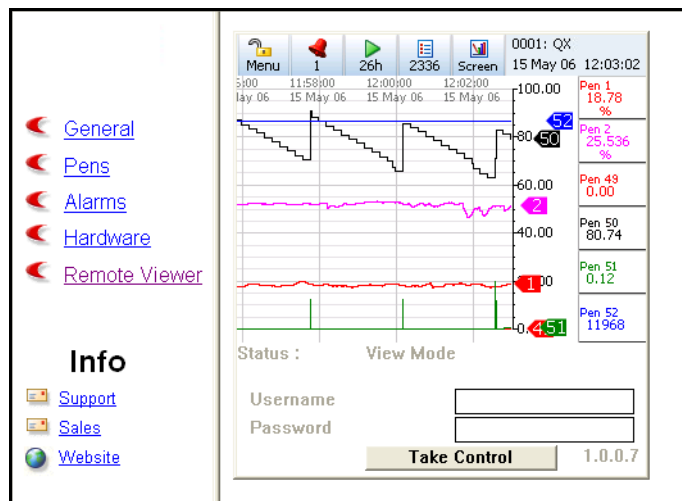 General
Pens
Alarms
Hardware
Remote Viewer
Info
Support
Sales
Website
Menu
1
26h
2336
Screen
0001: QX
15 May 06 12:03:02
11:58:00 12:00:00 12:02:00
15 May 06 15 May 06 15 May 06
100.00
80
60.00
40.00
52
50
2
1
51
Pen 1
18.78
%
Pen 2
25.536
%
Pen 49
0.00
Pen 50
80.74
Pen 51
0.12
Pen 52
11968
Status : View Mode
Username
Password
Take Control 1.0.0.7